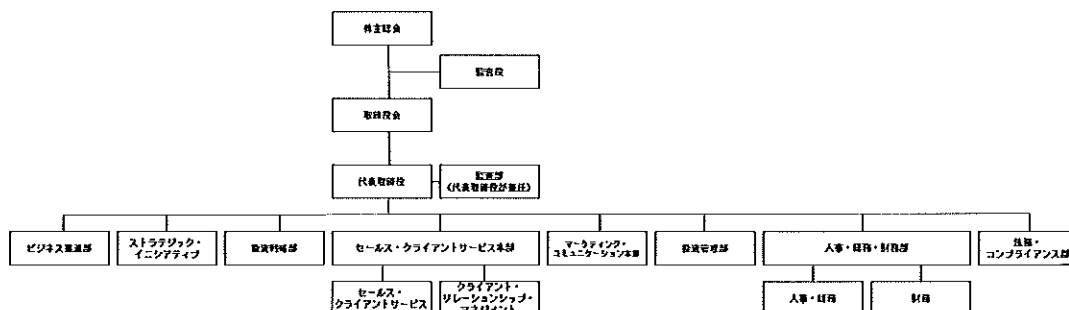 株主総会
監査役
取締役会
代表取締役
監査部
(代表取締役が兼任)
ビジネス推進部
ストラテジック・
イニシアティブ
投資戦略部
セールス・クライアントサービス本部
マーケティング・
コミュニケーション本部
投資管理部
人事・総務・財務部
法務・
コンプライアンス部
セールス・
クライアントサービス
クライアント・
リレーションシップ・
マネジメント
人事・総務
財務